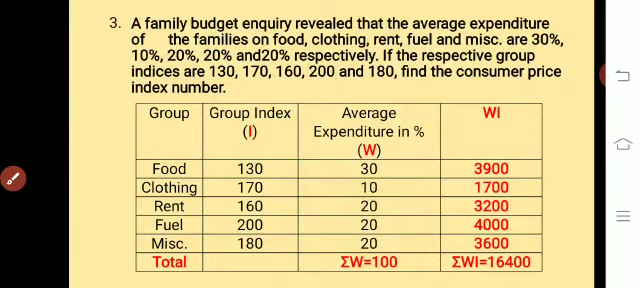 3. A family budget enquiry revealed that the average expenditure
of the families on food, clothing, rent, fuel and misc. are 30%,
10%, 20%, 20% and20% respectively. If the respective group
indices are 130, 170, 160, 200 and 180, find the consumer price
index number.
Group Group Index (I) Average Expenditure in % (W) WI
Food 130 30 3900
Clothing 170 10 1700
Rent 160 20 3200
Fuel 200 20 4000
Misc. 180 20 3600
Total ΣW=100 ΣWI=16400